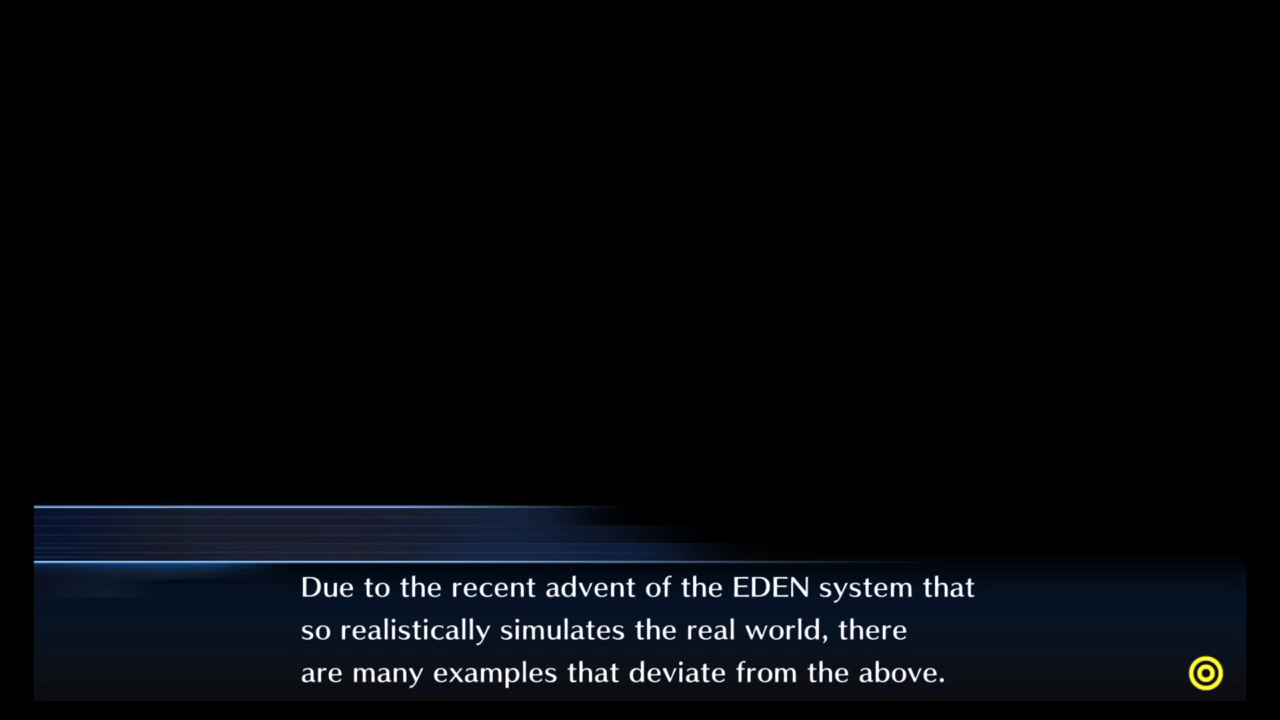 Due to the recent advent of the EDEN system that
so realistically simulates the real world, there
are many examples that deviate from the above.